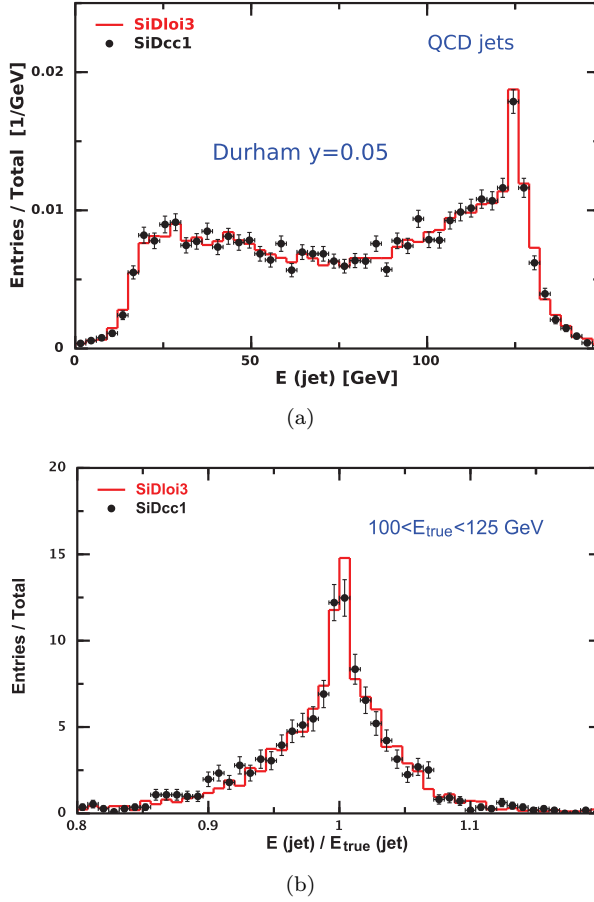 SiDloi3
SiDcc1
QCD jets
Durham y=0.05
Entries / Total [1/GeV]
0.02
0.01
0
0
50
100
E (jet) [GeV]
(a)
SiDloi3
SiDcc1
100<E_true<125 GeV
Entries / Total
20
15
10
5
0
0.8
0.9
1
1.1
E (jet) / E_true (jet)
(b)